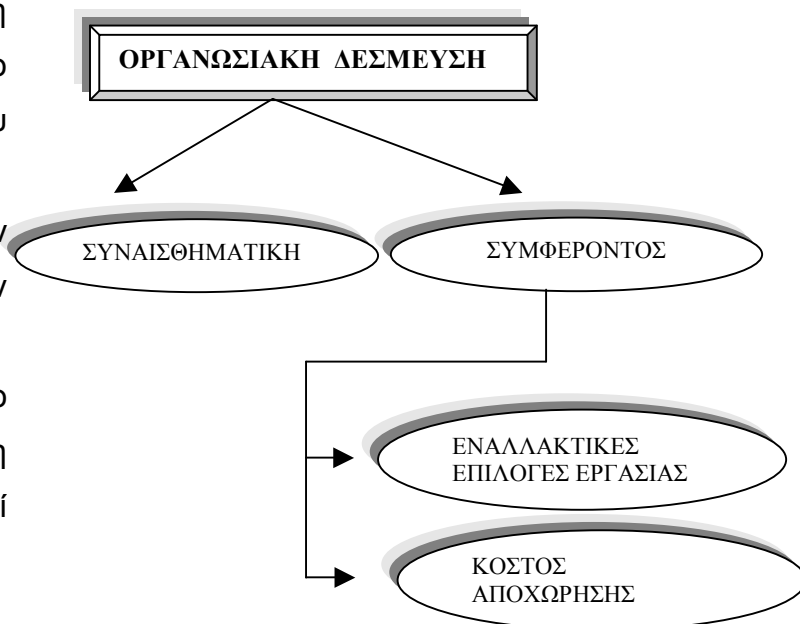 η
ο
υ
ν
ν
ο
η
ί
ΟΡΓΑΝΩΣΙΑΚΗ ΔΕΣΜΕΥΣΗ
ΣΥΝΑΙΣΘΗΜΑΤΙΚΗ
ΣΥΜΦΕΡΟΝΤΟΣ
ΕΝΑΛΛΑΚΤΙΚΕΣ
ΕΠΙΛΟΓΕΣ ΕΡΓΑΣΙΑΣ
ΚΟΣΤΟΣ
ΑΠΟΧΩΡΗΣΗΣ